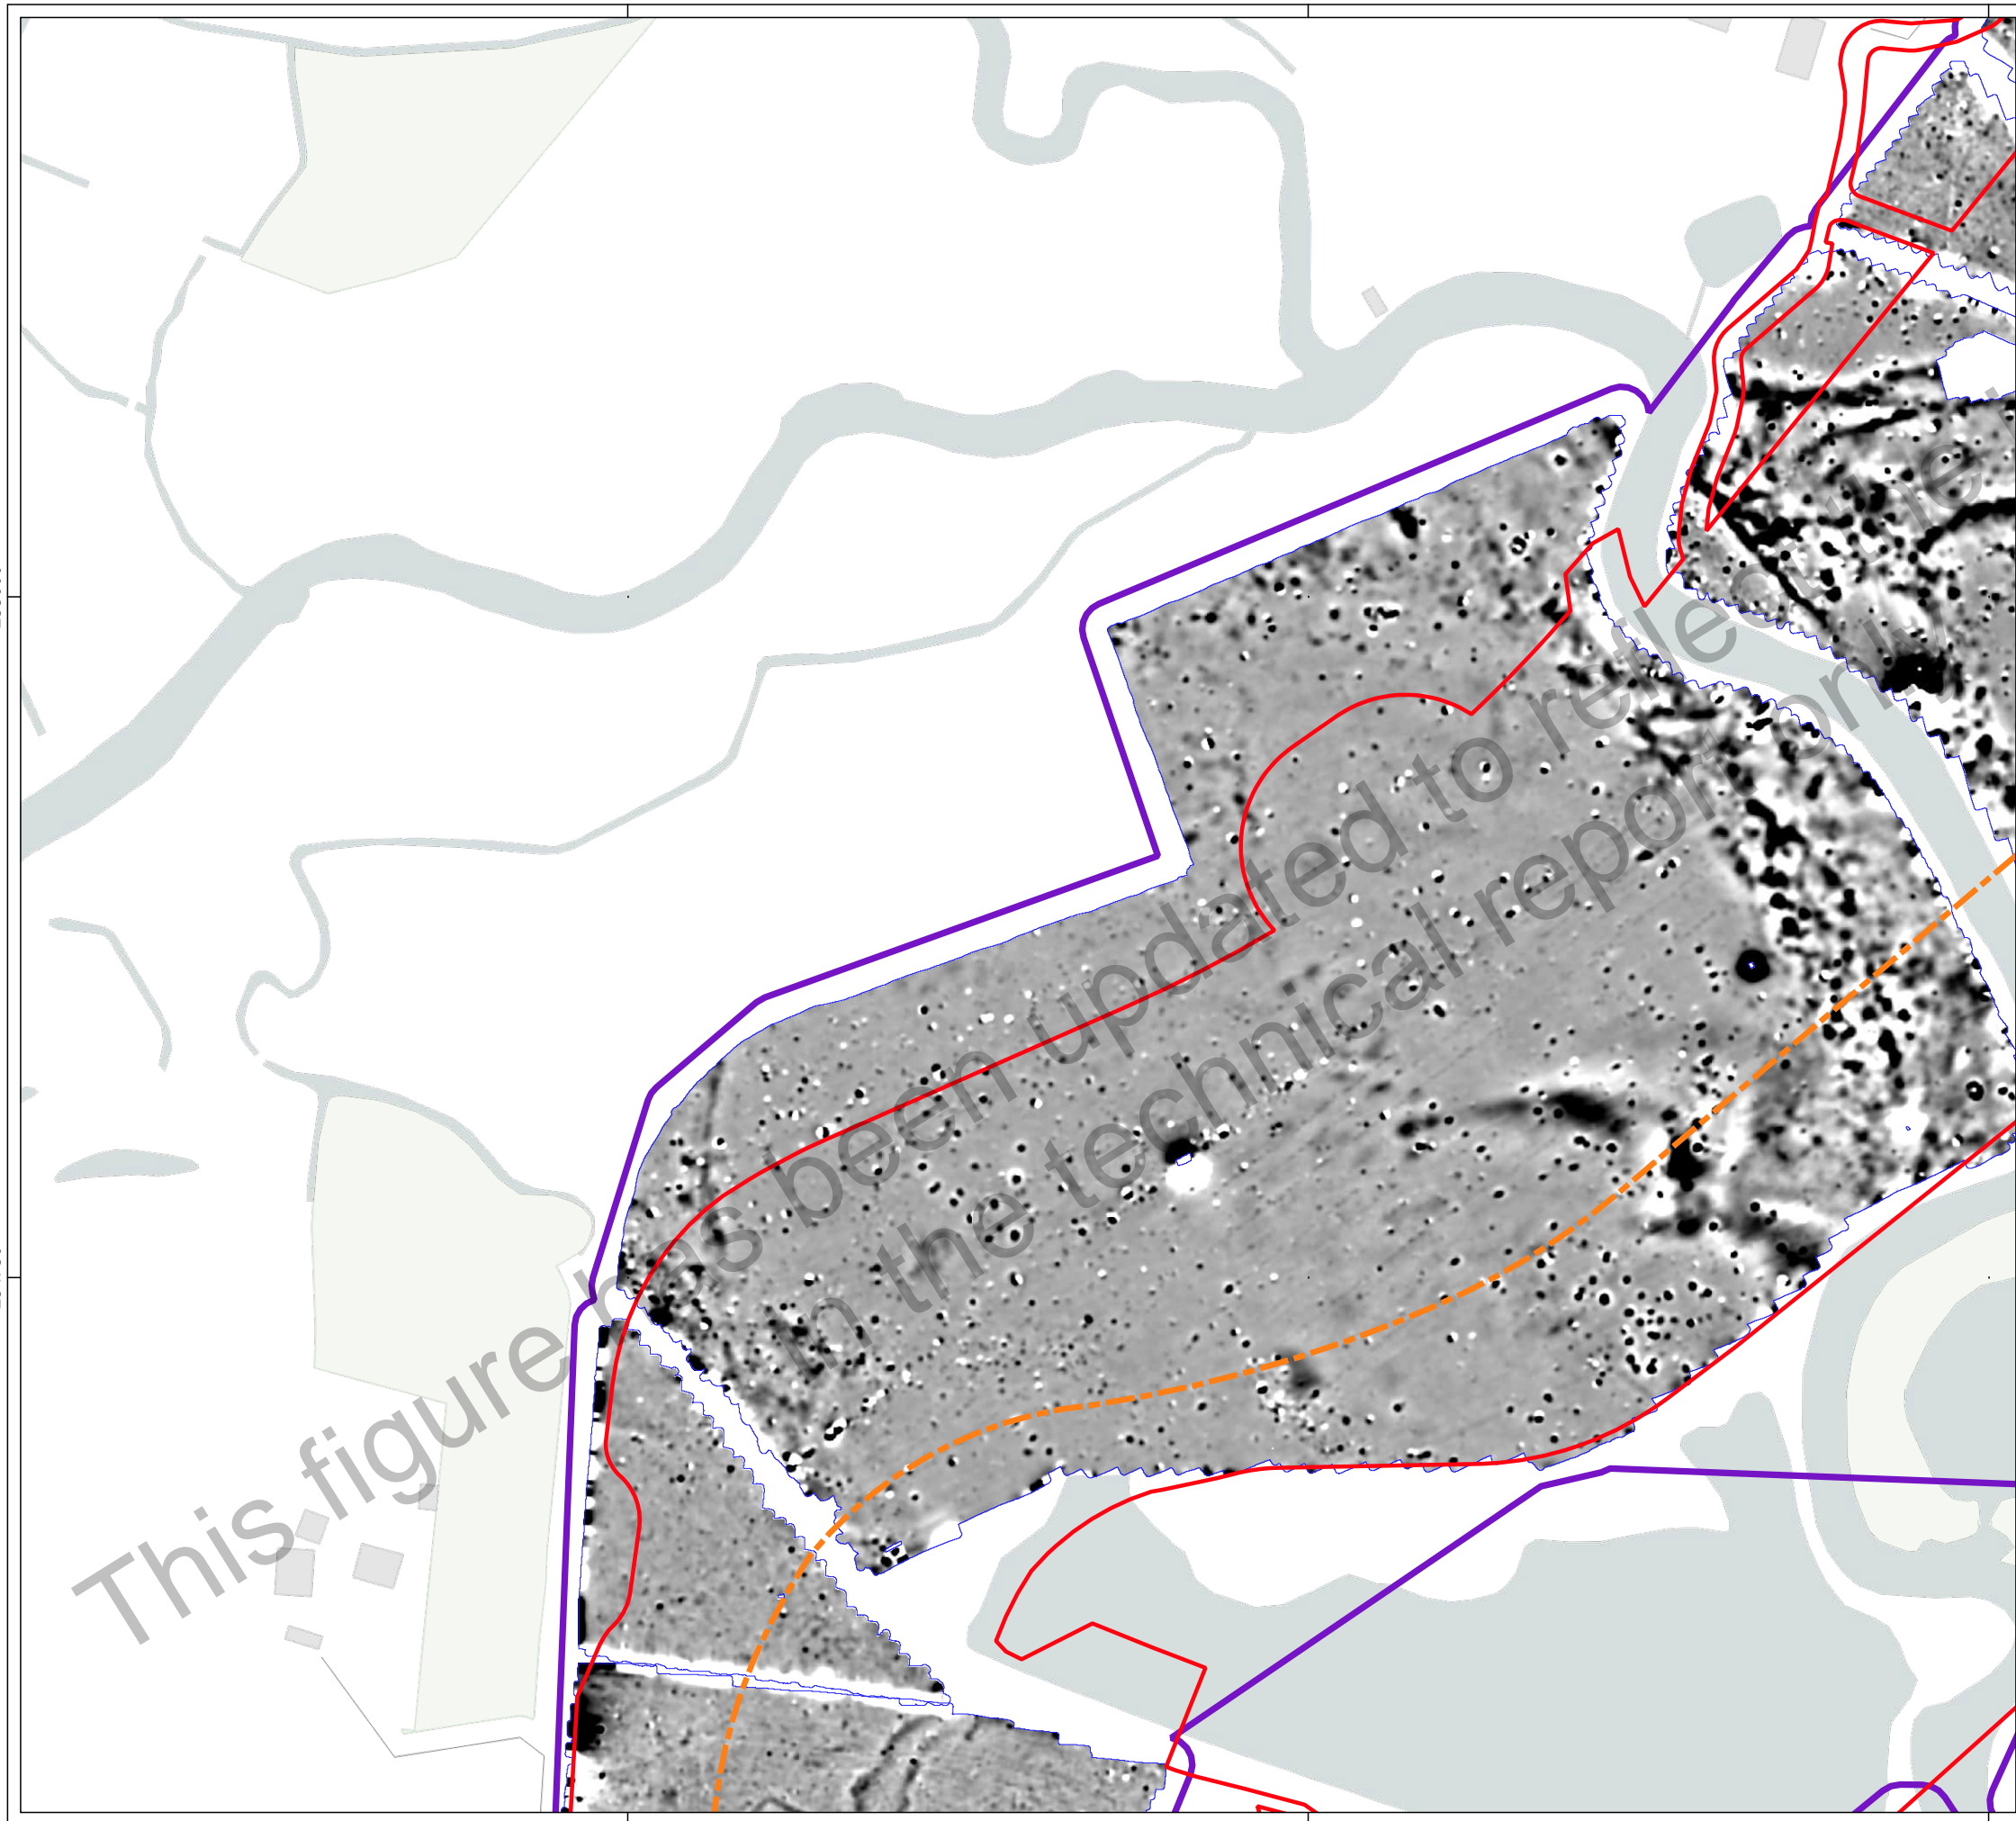 This figure has been updated to reflect the
in the technical report only